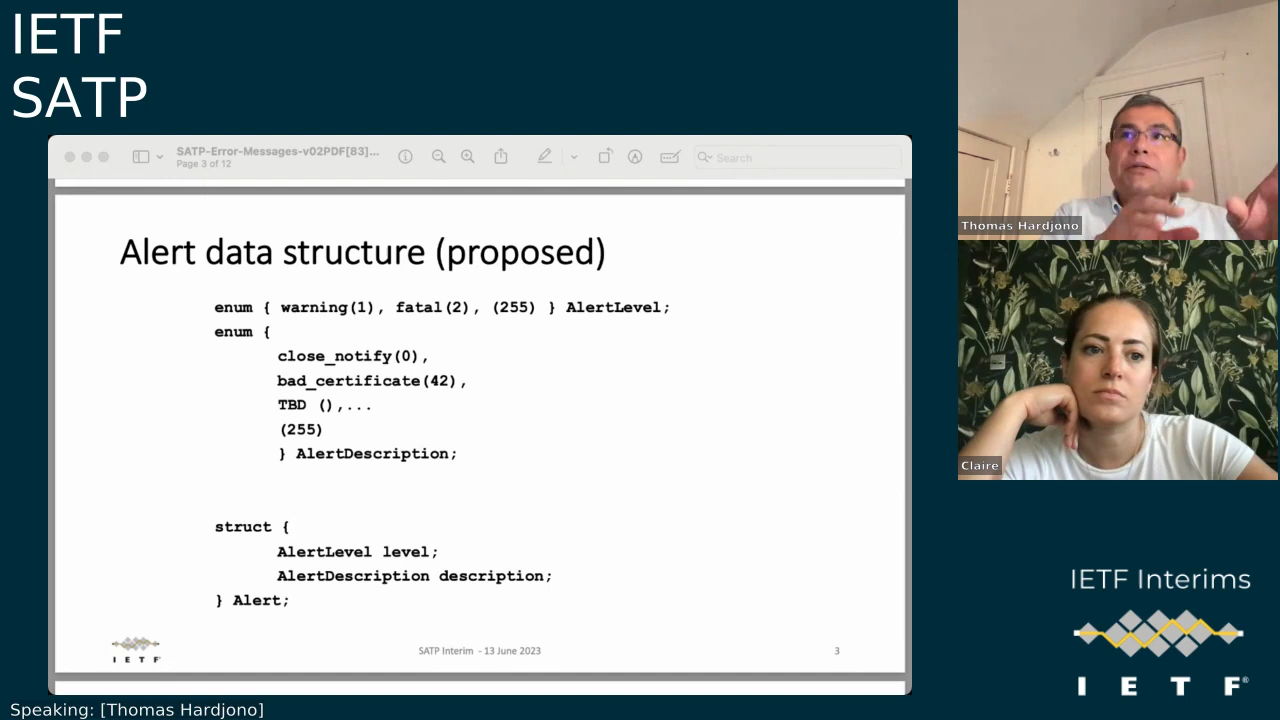 IETF
SATP
SATP-Error-Messages-v02PDF[83]...
Page 3 of 12
Search
Alert data structure (proposed)
enum { warning(1), fatal(2), (255) } AlertLevel;
enum {
close_notify(0),
bad_certificate(42),
TBD (),...
(255)
} AlertDescription;
struct {
AlertLevel level;
AlertDescription description;
} Alert;
I E T F
SATP Interim - 13 June 2023
3
Thomas Hardjono
Claire
IETF Interims
I E T F®
Speaking: [Thomas Hardjono]